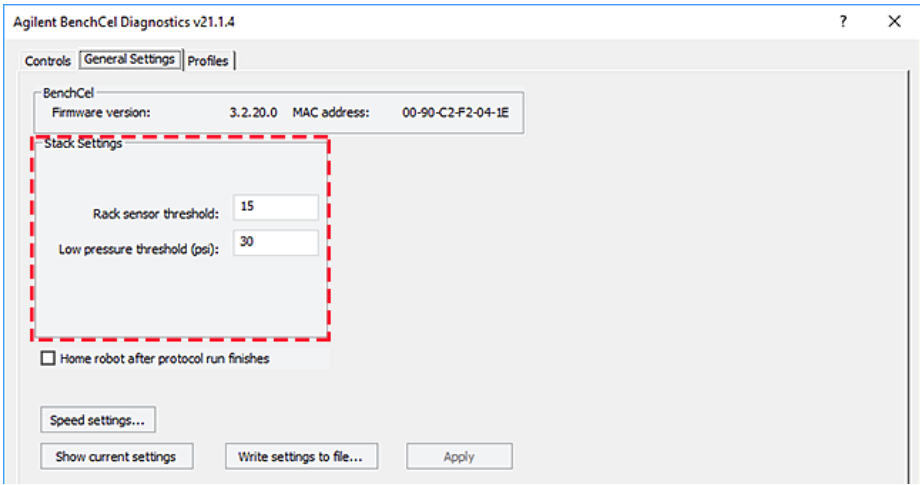 Agilent BenchCel Diagnostics v21.1.4 ?
Controls General Settings Profiles
BenchCel
Firmware version: 3.2.20.0 MAC address: 00-90-C2-F2-04-1E
Stack Settings
Rack sensor threshold: 15
Low pressure threshold (psi): 30
Home robot after protocol run finishes
Speed settings...
Show current settings Write settings to file... Apply